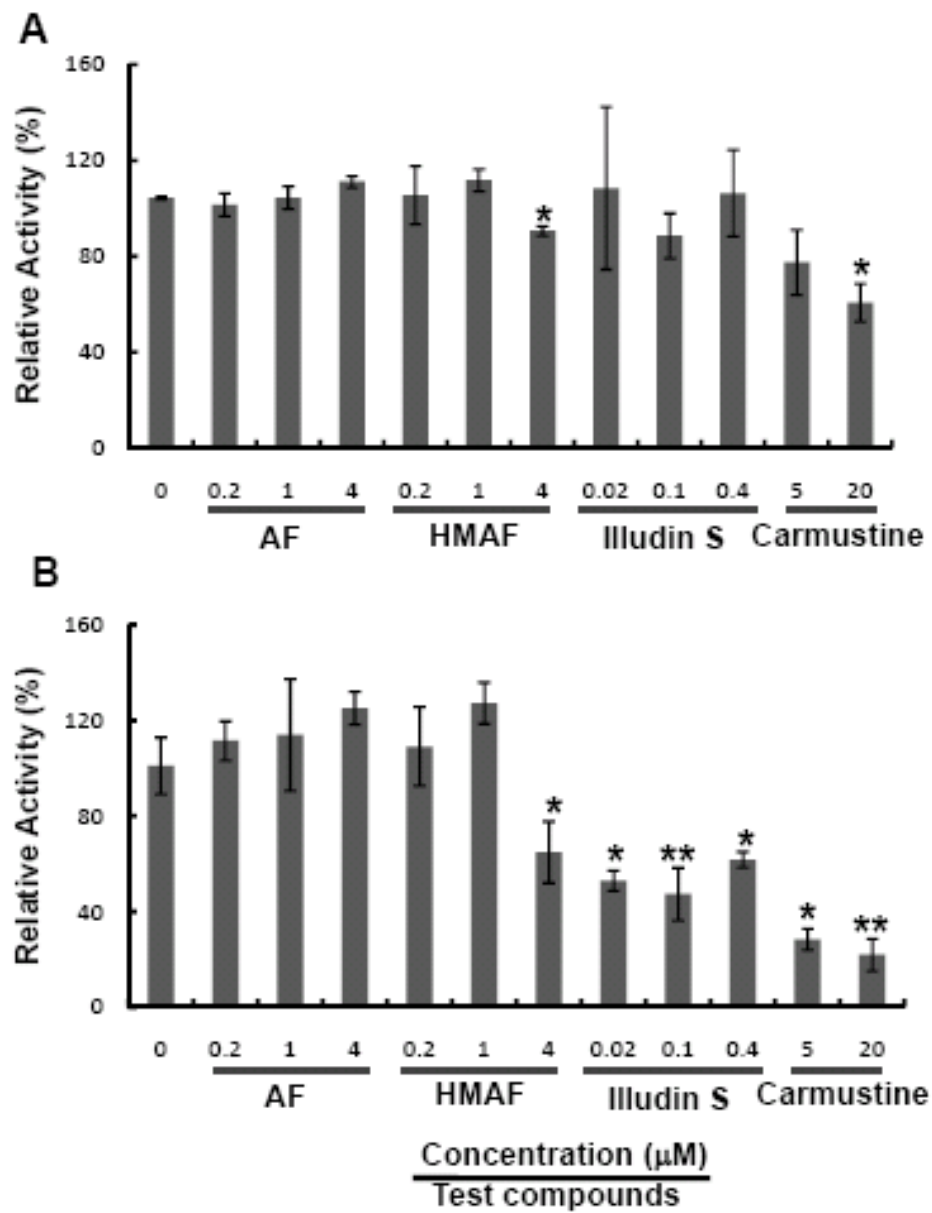 A
Relative Activity (%)
160
120
80
40
0
*
*
0 0.2 1 4 0.2 1 4 0.02 0.1 0.4 5 20
AF HMAF Illudin S Carmustine
B
Relative Activity (%)
160
120
80
40
0
* * ** * * **
0 0.2 1 4 0.2 1 4 0.02 0.1 0.4 5 20
AF HMAF Illudin S Carmustine
Concentration (µM)
Test compounds